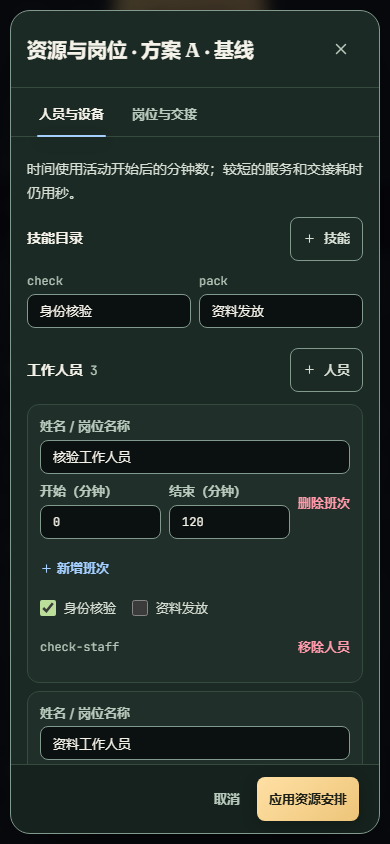 资源与岗位 · 方案 A · 基线
人员与设备 岗位与交接
时间使用活动开始后的分钟数；较短的服务和交接耗时
仍用秒。
技能目录 ＋ 技能
check pack
身份核验 资料发放
工作人员 3 ＋ 人员
姓名 / 岗位名称
核验工作人员
开始（分钟） 结束（分钟）
删除班次
0 120
＋ 新增班次
身份核验 资料发放
check-staff 移除人员
姓名 / 岗位名称
资料工作人员
取消 应用资源安排